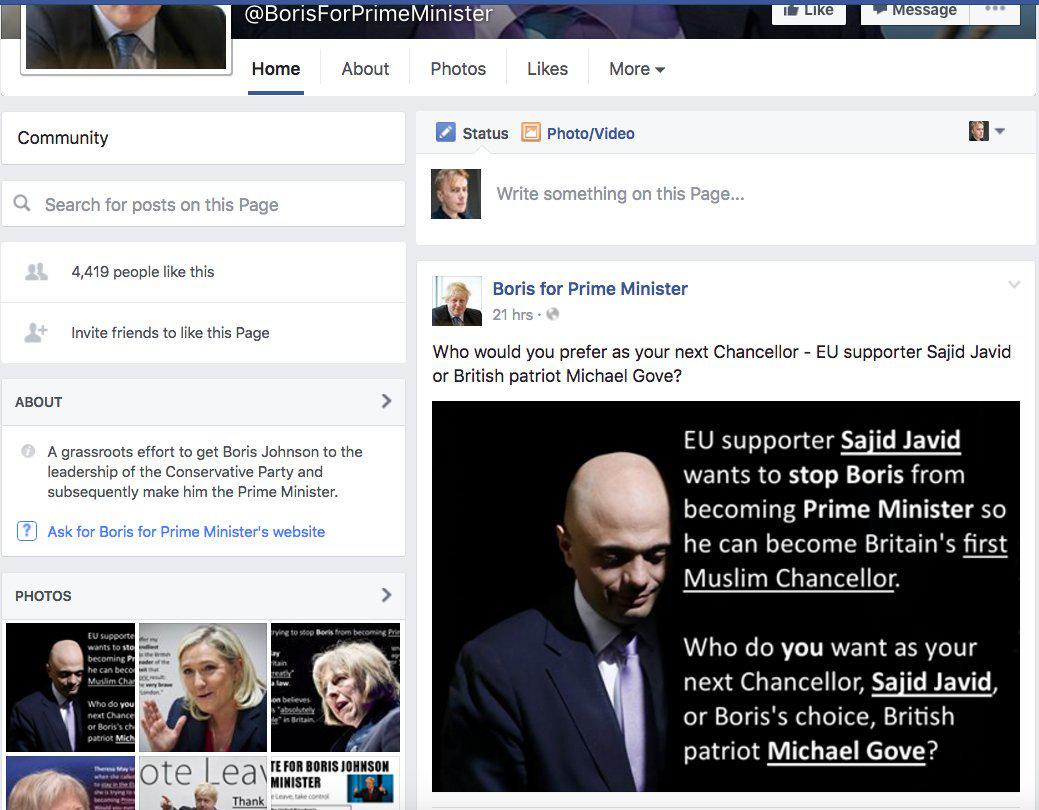 @BorisForPrimeMinister
Like
Message
Home
About
Photos
Likes
More
Community
Search for posts on this Page
4,419 people like this
Invite friends to like this Page
ABOUT
A grassroots effort to get Boris Johnson to the
leadership of the Conservative Party and
subsequently make him the Prime Minister.
? Ask for Boris for Prime Minister's website
PHOTOS
EU supporte
wants to sto
becoming Pr
he can beco
Muslim Char
Who do you
next Chance
or Boris's ch
patriot Mich
trying to stop Boris from becoming Prin
ote Leav
Thank
TE FOR BORIS JOHNSON
MINISTER
Leave, take control
Status
Photo/Video
Write something on this Page...
Boris for Prime Minister
21 hrs ·
Who would you prefer as your next Chancellor - EU supporter Sajid Javid
or British patriot Michael Gove?
EU supporter Sajid Javid
wants to stop Boris from
becoming Prime Minister so
he can become Britain's first
Muslim Chancellor.
Who do you want as your
next Chancellor, Sajid Javid,
or Boris's choice, British
patriot Michael Gove?